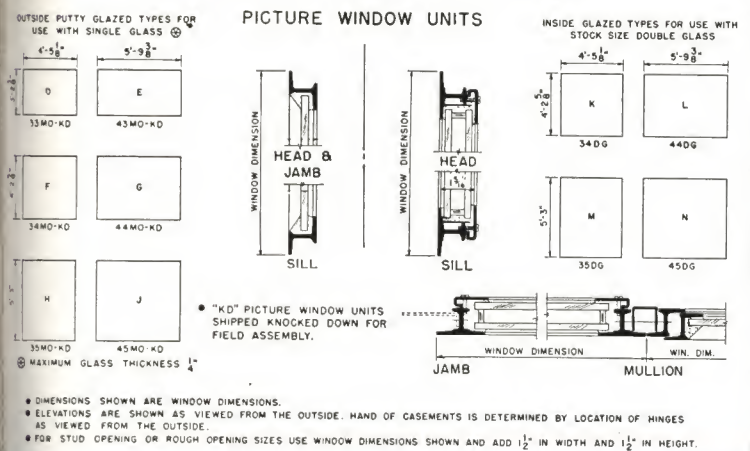 PICTURE WINDOW UNITS
OUTSIDE PUTTY GLAZED TYPES FOR
USE WITH SINGLE GLASS ⊕
4'-5 1/8"
5'-9 3/8"
D
E
33MO-KD
43MO-KD
F
G
34MO-KD
44MO-KD
H
J
35MO-KD
45MO-KD
⊕ MAXIMUM GLASS THICKNESS 1/4"
WINDOW DIMENSION
HEAD &
JAMB
SILL
WINDOW DIMENSION
HEAD
SILL
● "KD" PICTURE WINDOW UNITS
SHIPPED KNOCKED DOWN FOR
FIELD ASSEMBLY.
INSIDE GLAZED TYPES FOR USE WITH
STOCK SIZE DOUBLE GLASS
4'-5 1/8"
5'-9 3/8"
4'-2 5/8"
K
L
34DG
44DG
5'-3"
M
N
35DG
45DG
WINDOW DIMENSION
WIN. DIM.
JAMB
MULLION
● DIMENSIONS SHOWN ARE WINDOW DIMENSIONS.
● ELEVATIONS ARE SHOWN AS VIEWED FROM THE OUTSIDE. HAND OF CASEMENTS IS DETERMINED BY LOCATION OF HINGES
AS VIEWED FROM THE OUTSIDE.
● FOR STUD OPENING OR ROUGH OPENING SIZES USE WINDOW DIMENSIONS SHOWN AND ADD 1 1/2" IN WIDTH AND 1 1/2" IN HEIGHT.